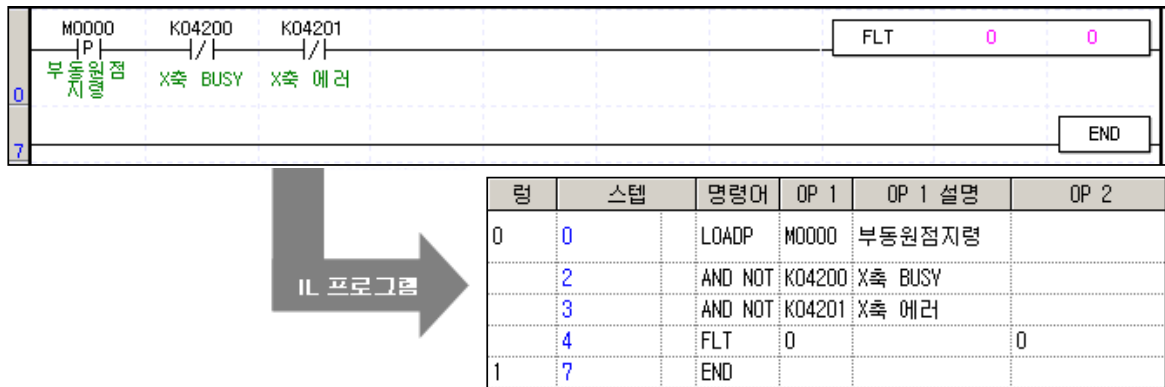 M0000 K04200 K04201
P / / FLT 0 0
부동원점지령 X축 BUSY X축 에러
0
END
7
IL 프로그램
렁 스텝 명령어 OP 1 OP 1 설명 OP 2
0 0 LOADP M0000 부동원점지령
2 AND NOT K04200 X축 BUSY
3 AND NOT K04201 X축 에러
4 FLT 0 0
1 7 END